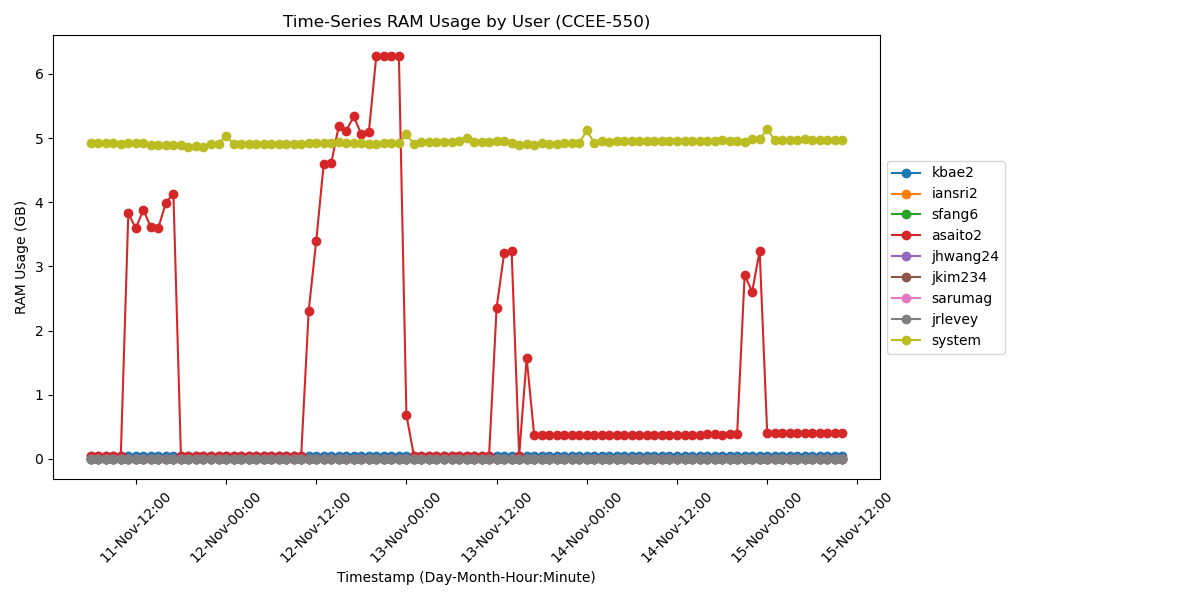 Time-Series RAM Usage by User (CCEE-550)
RAM Usage (GB)
6
5
4
3
2
1
0
11-Nov-12:00
12-Nov-00:00
12-Nov-12:00
13-Nov-00:00
13-Nov-12:00
14-Nov-00:00
14-Nov-12:00
15-Nov-00:00
15-Nov-12:00
Timestamp (Day-Month-Hour:Minute)
kbae2
iansri2
sfang6
asaito2
jhwang24
jkim234
sarumag
jrlevey
system